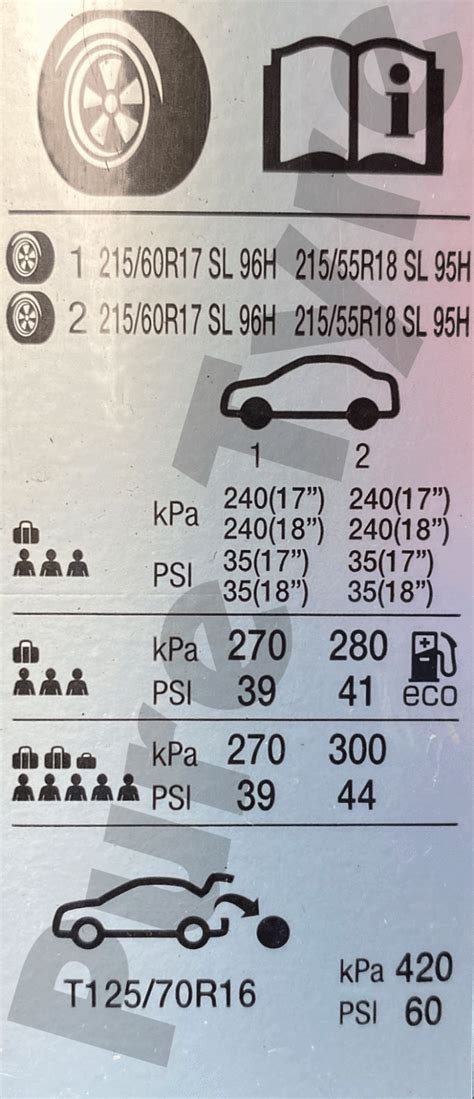 1 215/60R17 SL 96H 215/55R18 SL 95H
2 215/60R17 SL 96H 215/55R18 SL 95H
1 2
kPa 240(17”) 240(17”)
240(18”) 240(18”)
PSI 35(17”) 35(17”)
35(18”) 35(18”)
kPa 270 280
PSI 39 41 eco
kPa 270 300
PSI 39 44
T125/70R16
kPa 420
PSI 60
Pure Tyre